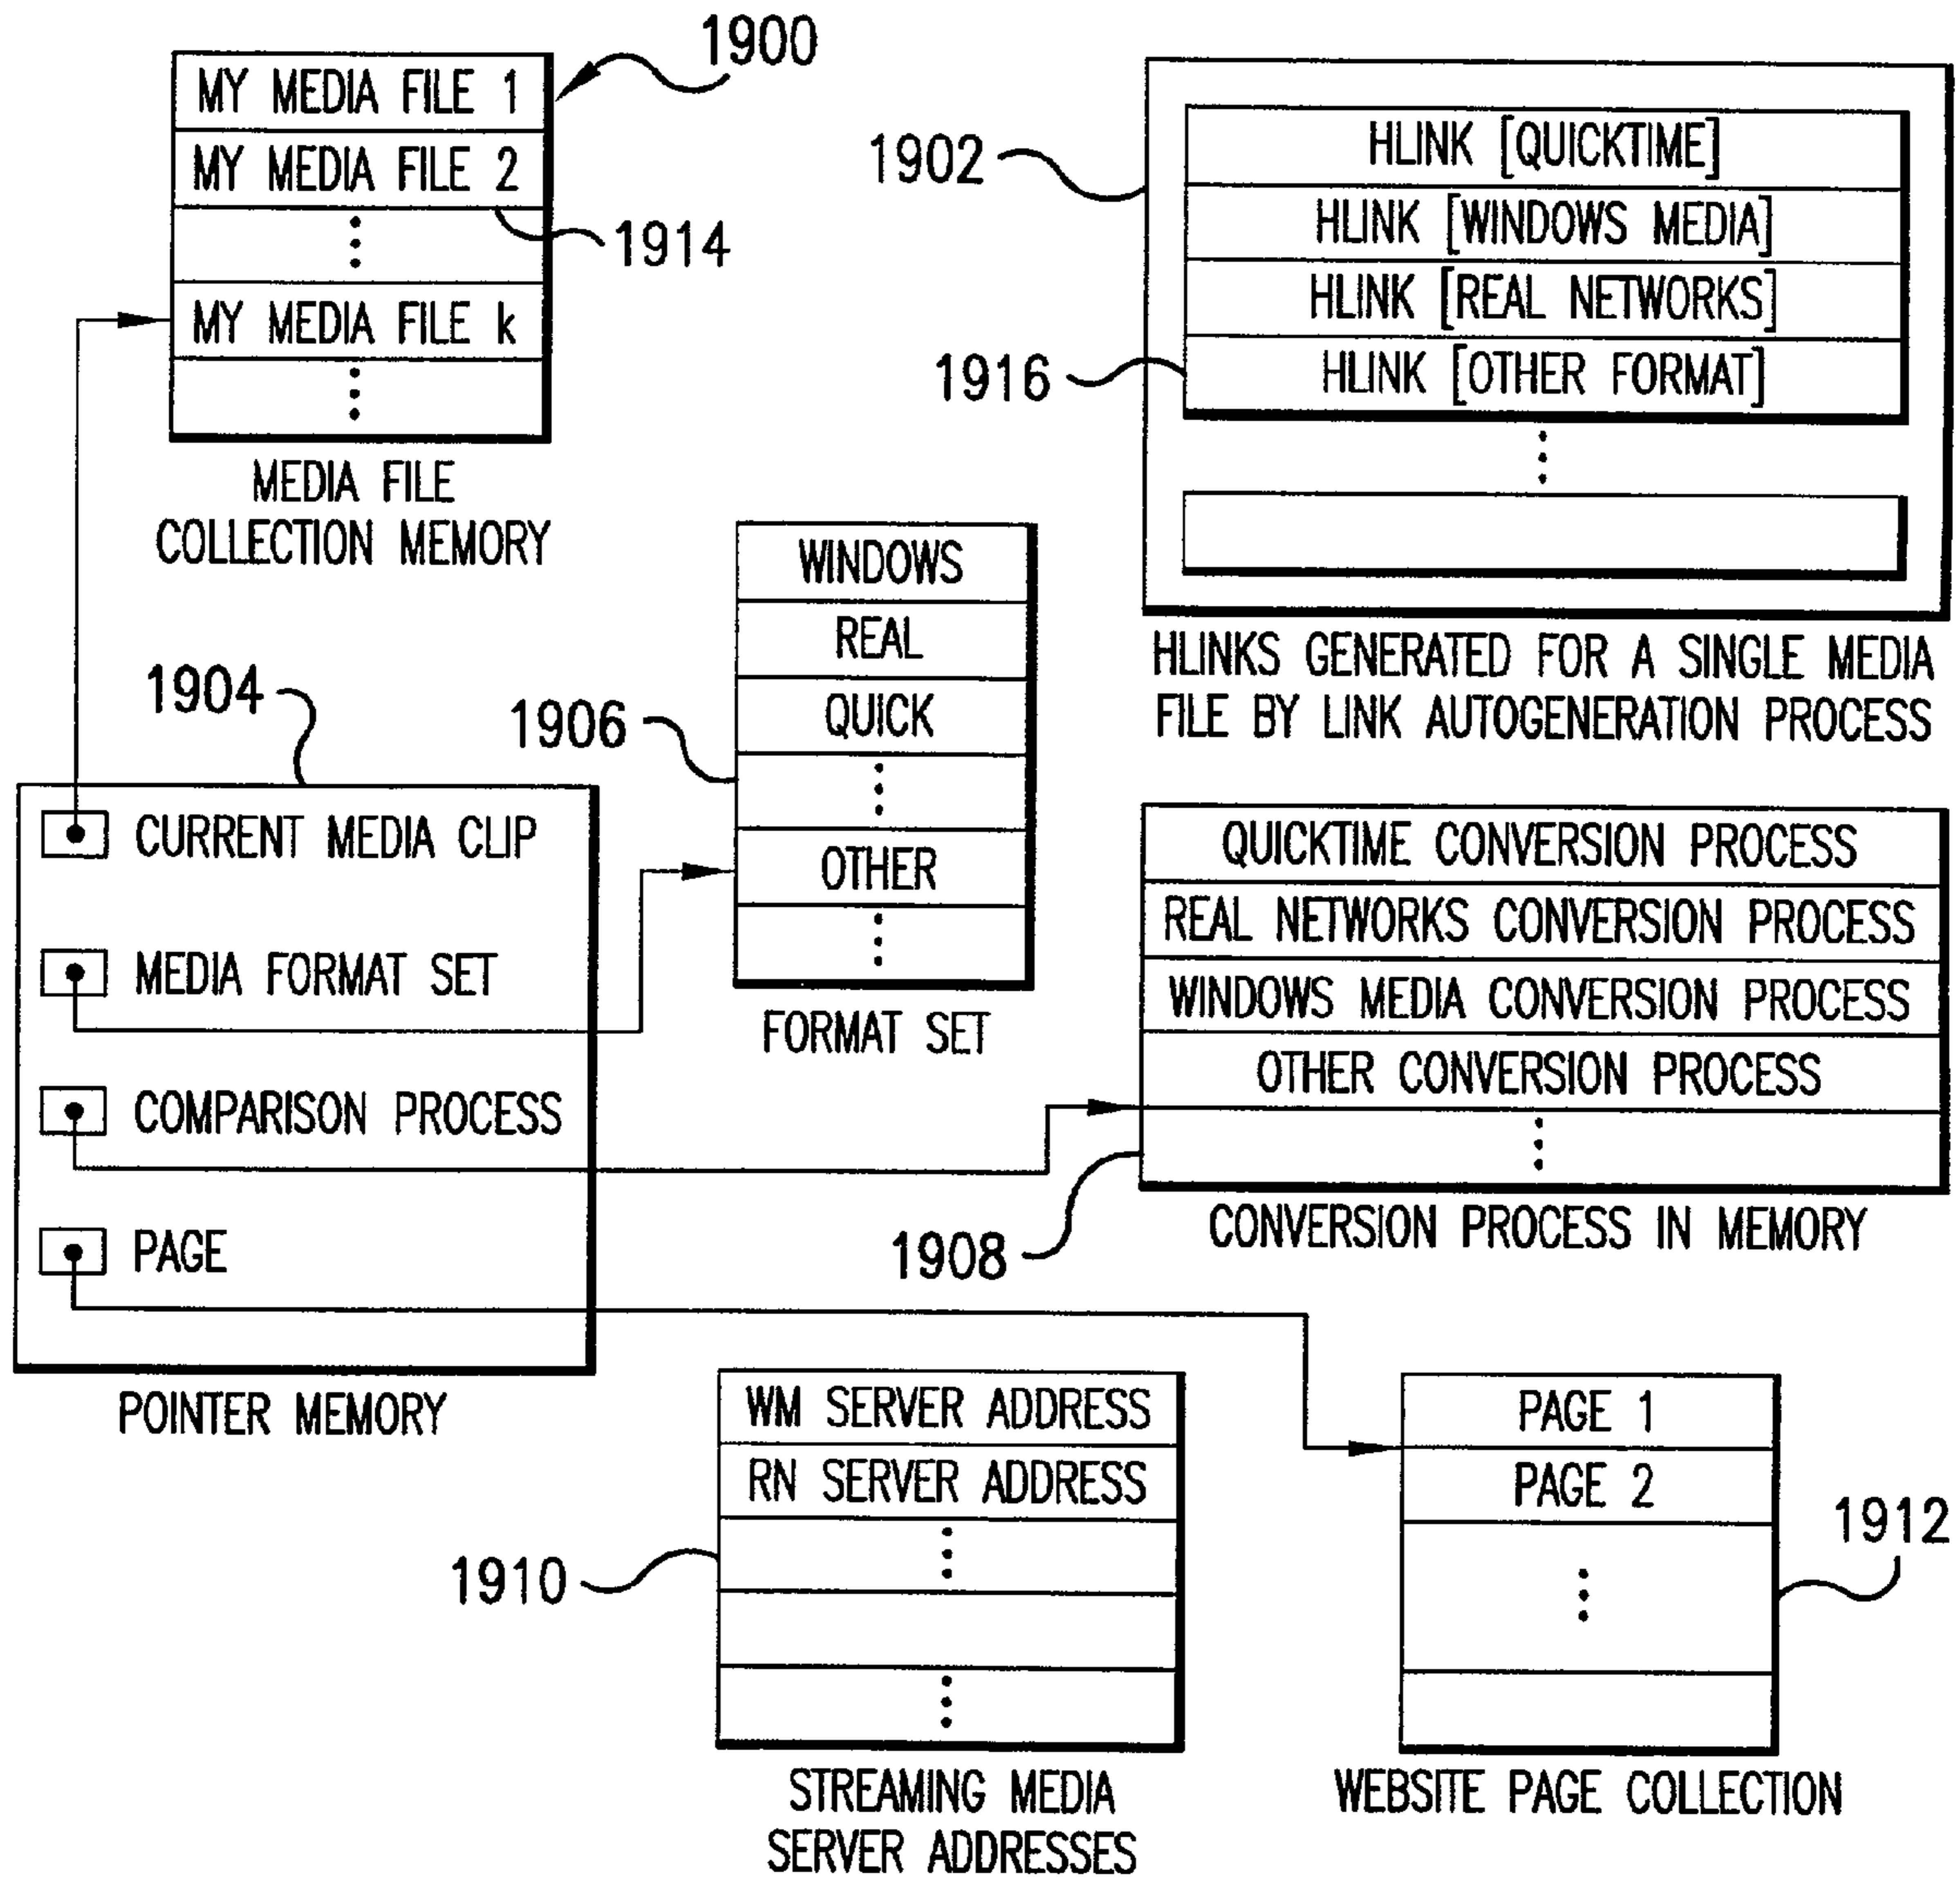 1900
MY MEDIA FILE 1
MY MEDIA FILE 2
1914
MY MEDIA FILE k
MEDIA FILE
COLLECTION MEMORY
1902
HLINK [QUICKTIME]
HLINK [WINDOWS MEDIA]
HLINK [REAL NETWORKS]
1916
HLINK [OTHER FORMAT]
HLINKS GENERATED FOR A SINGLE MEDIA
FILE BY LINK AUTOGENERATION PROCESS
1904
CURRENT MEDIA CLIP
MEDIA FORMAT SET
COMPARISON PROCESS
PAGE
POINTER MEMORY
1906
WINDOWS
REAL
QUICK
OTHER
FORMAT SET
QUICKTIME CONVERSION PROCESS
REAL NETWORKS CONVERSION PROCESS
WINDOWS MEDIA CONVERSION PROCESS
OTHER CONVERSION PROCESS
1908
CONVERSION PROCESS IN MEMORY
WM SERVER ADDRESS
RN SERVER ADDRESS
1910
STREAMING MEDIA
SERVER ADDRESSES
PAGE 1
PAGE 2
1912
WEBSITE PAGE COLLECTION